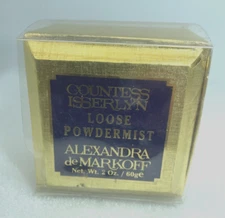 COUNTESS
ISSERLYN
LOOSE
POWDERMIST
ALEXANDRA
de MARKOFF
Net. Wt. 2 Oz. / 60g℮